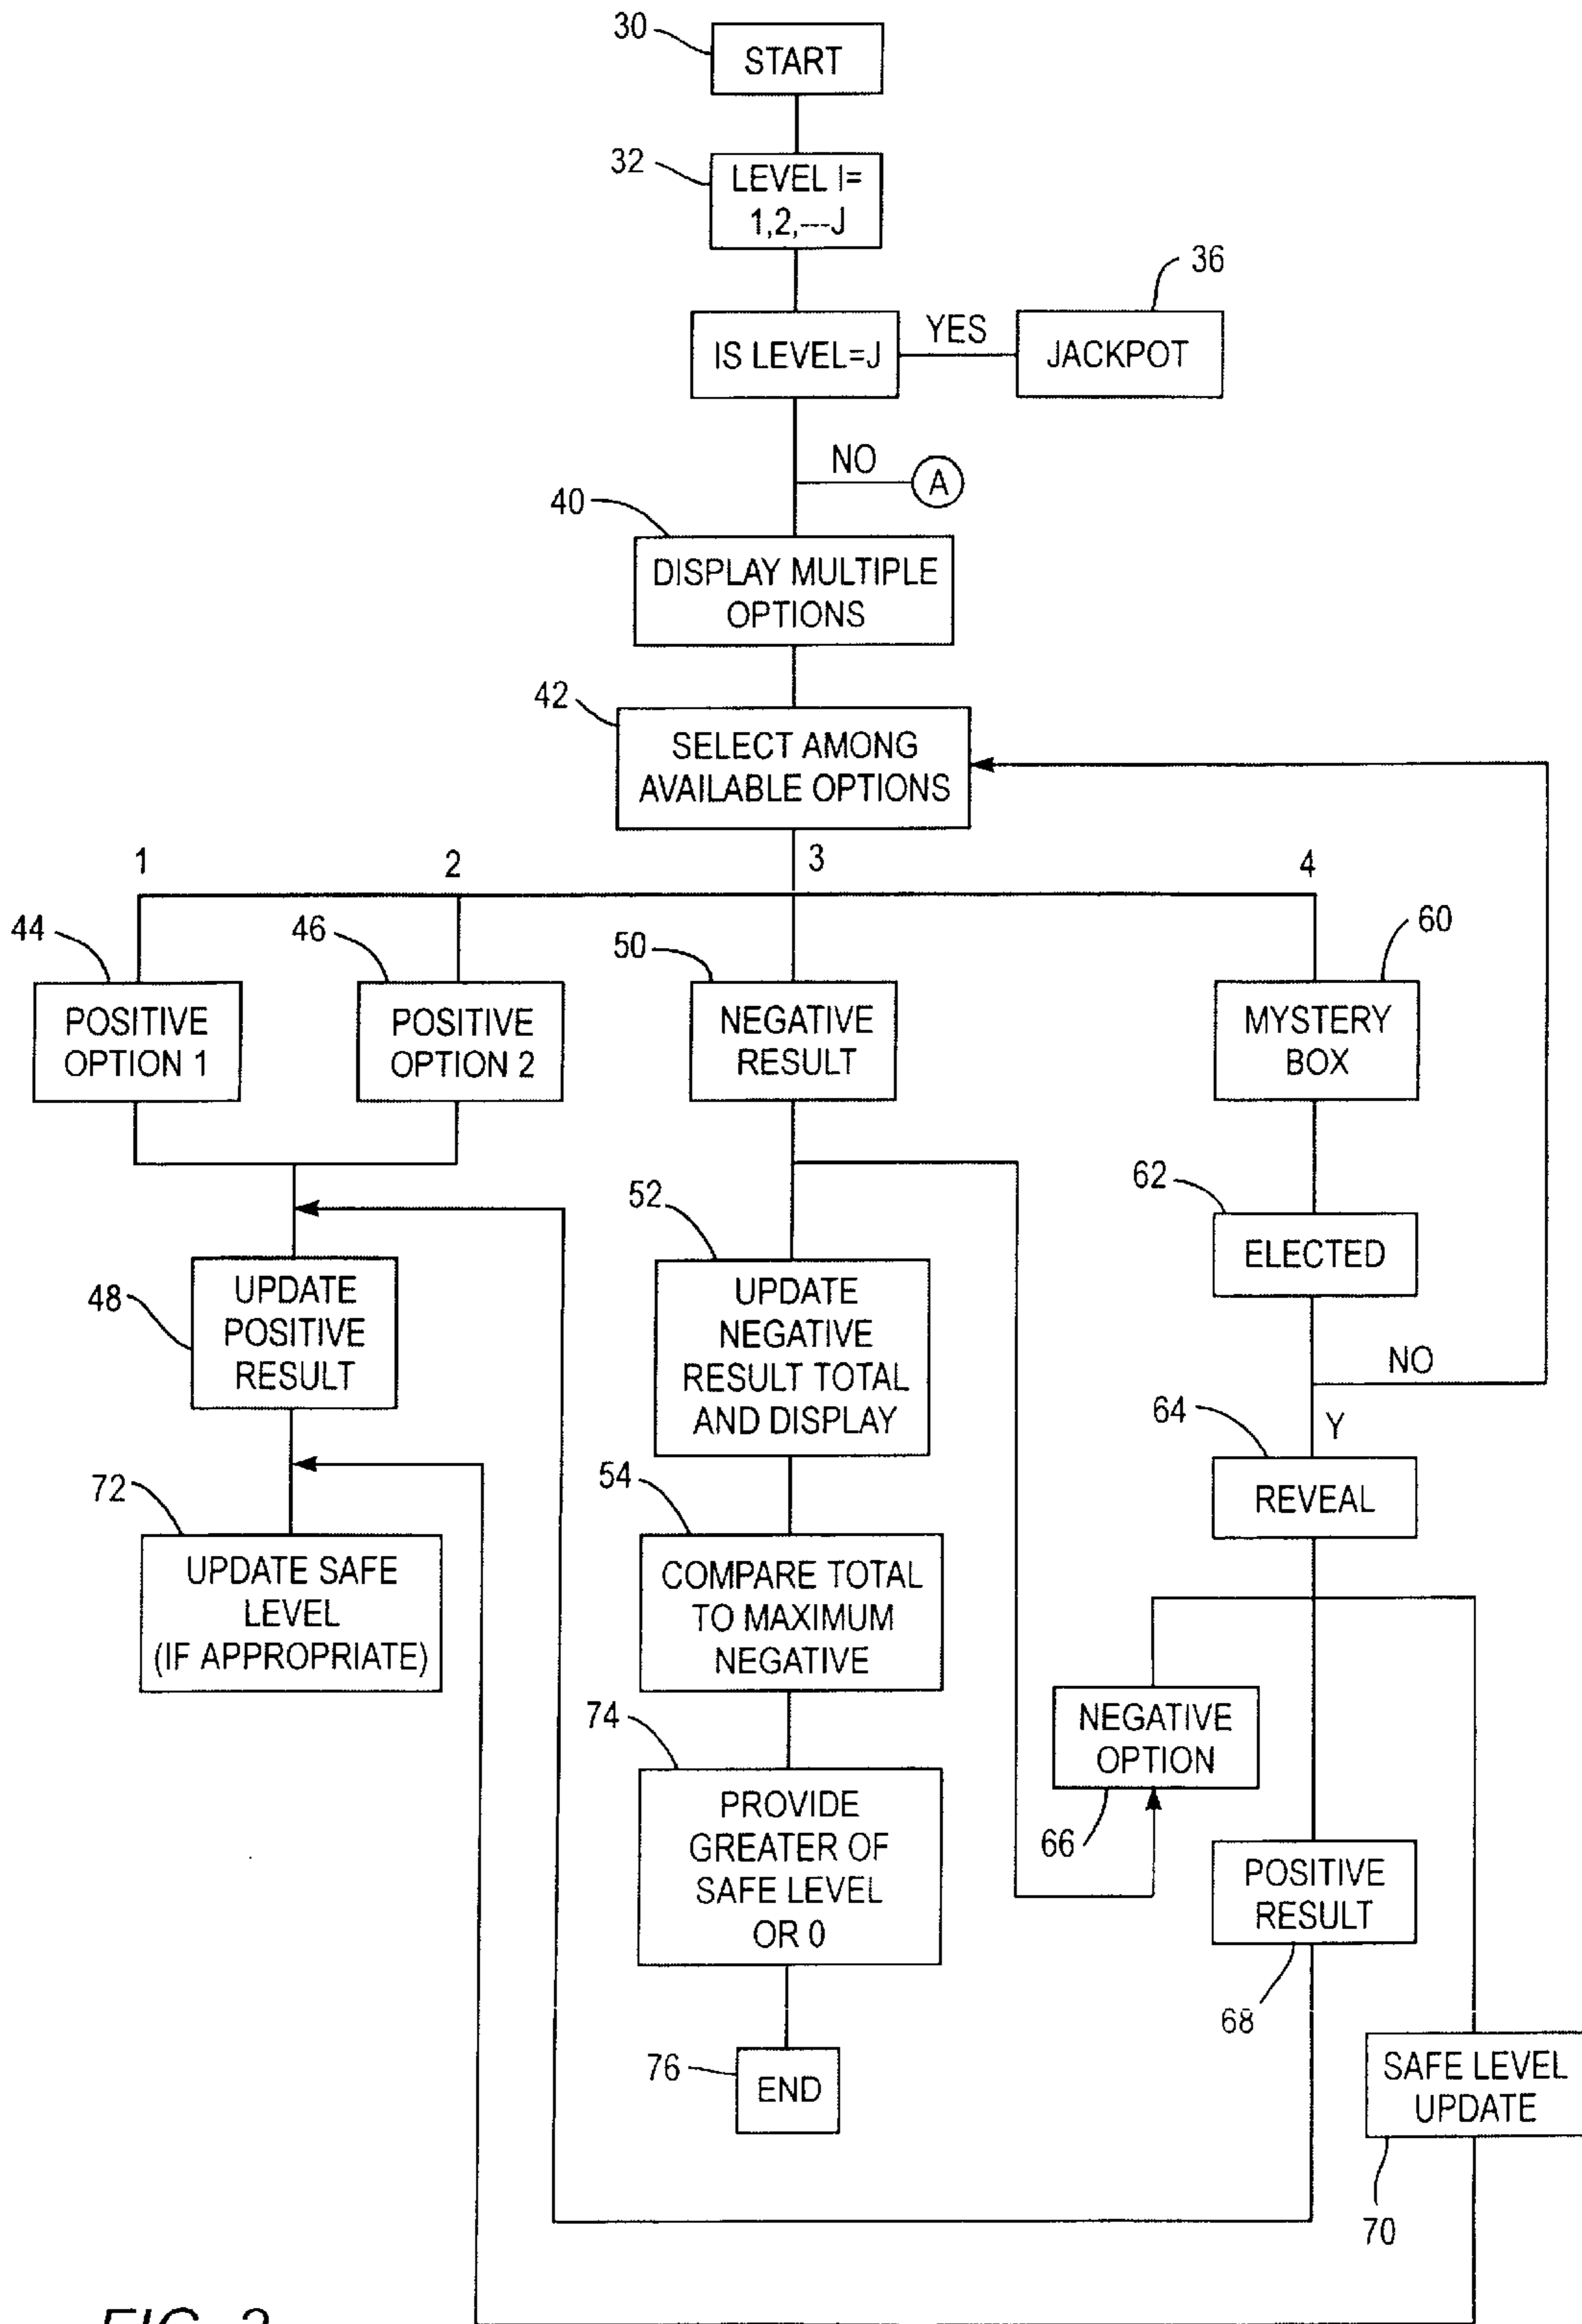 30
START
32
LEVEL I=
1,2,---J
36
IS LEVEL=J
YES
JACKPOT
NO
A
40
DISPLAY MULTIPLE
OPTIONS
42
SELECT AMONG
AVAILABLE OPTIONS
1
2
3
4
44
46
50
60
POSITIVE
OPTION 1
POSITIVE
OPTION 2
NEGATIVE
RESULT
MYSTERY
BOX
62
ELECTED
52
48
UPDATE
POSITIVE
RESULT
UPDATE
NEGATIVE
RESULT TOTAL
AND DISPLAY
NO
64
Y
REVEAL
72
UPDATE SAFE
LEVEL
(IF APPROPRIATE)
54
COMPARE TOTAL
TO MAXIMUM
NEGATIVE
74
NEGATIVE
OPTION
66
PROVIDE
GREATER OF
SAFE LEVEL
OR 0
POSITIVE
RESULT
68
76
END
SAFE LEVEL
UPDATE
70
FIG.